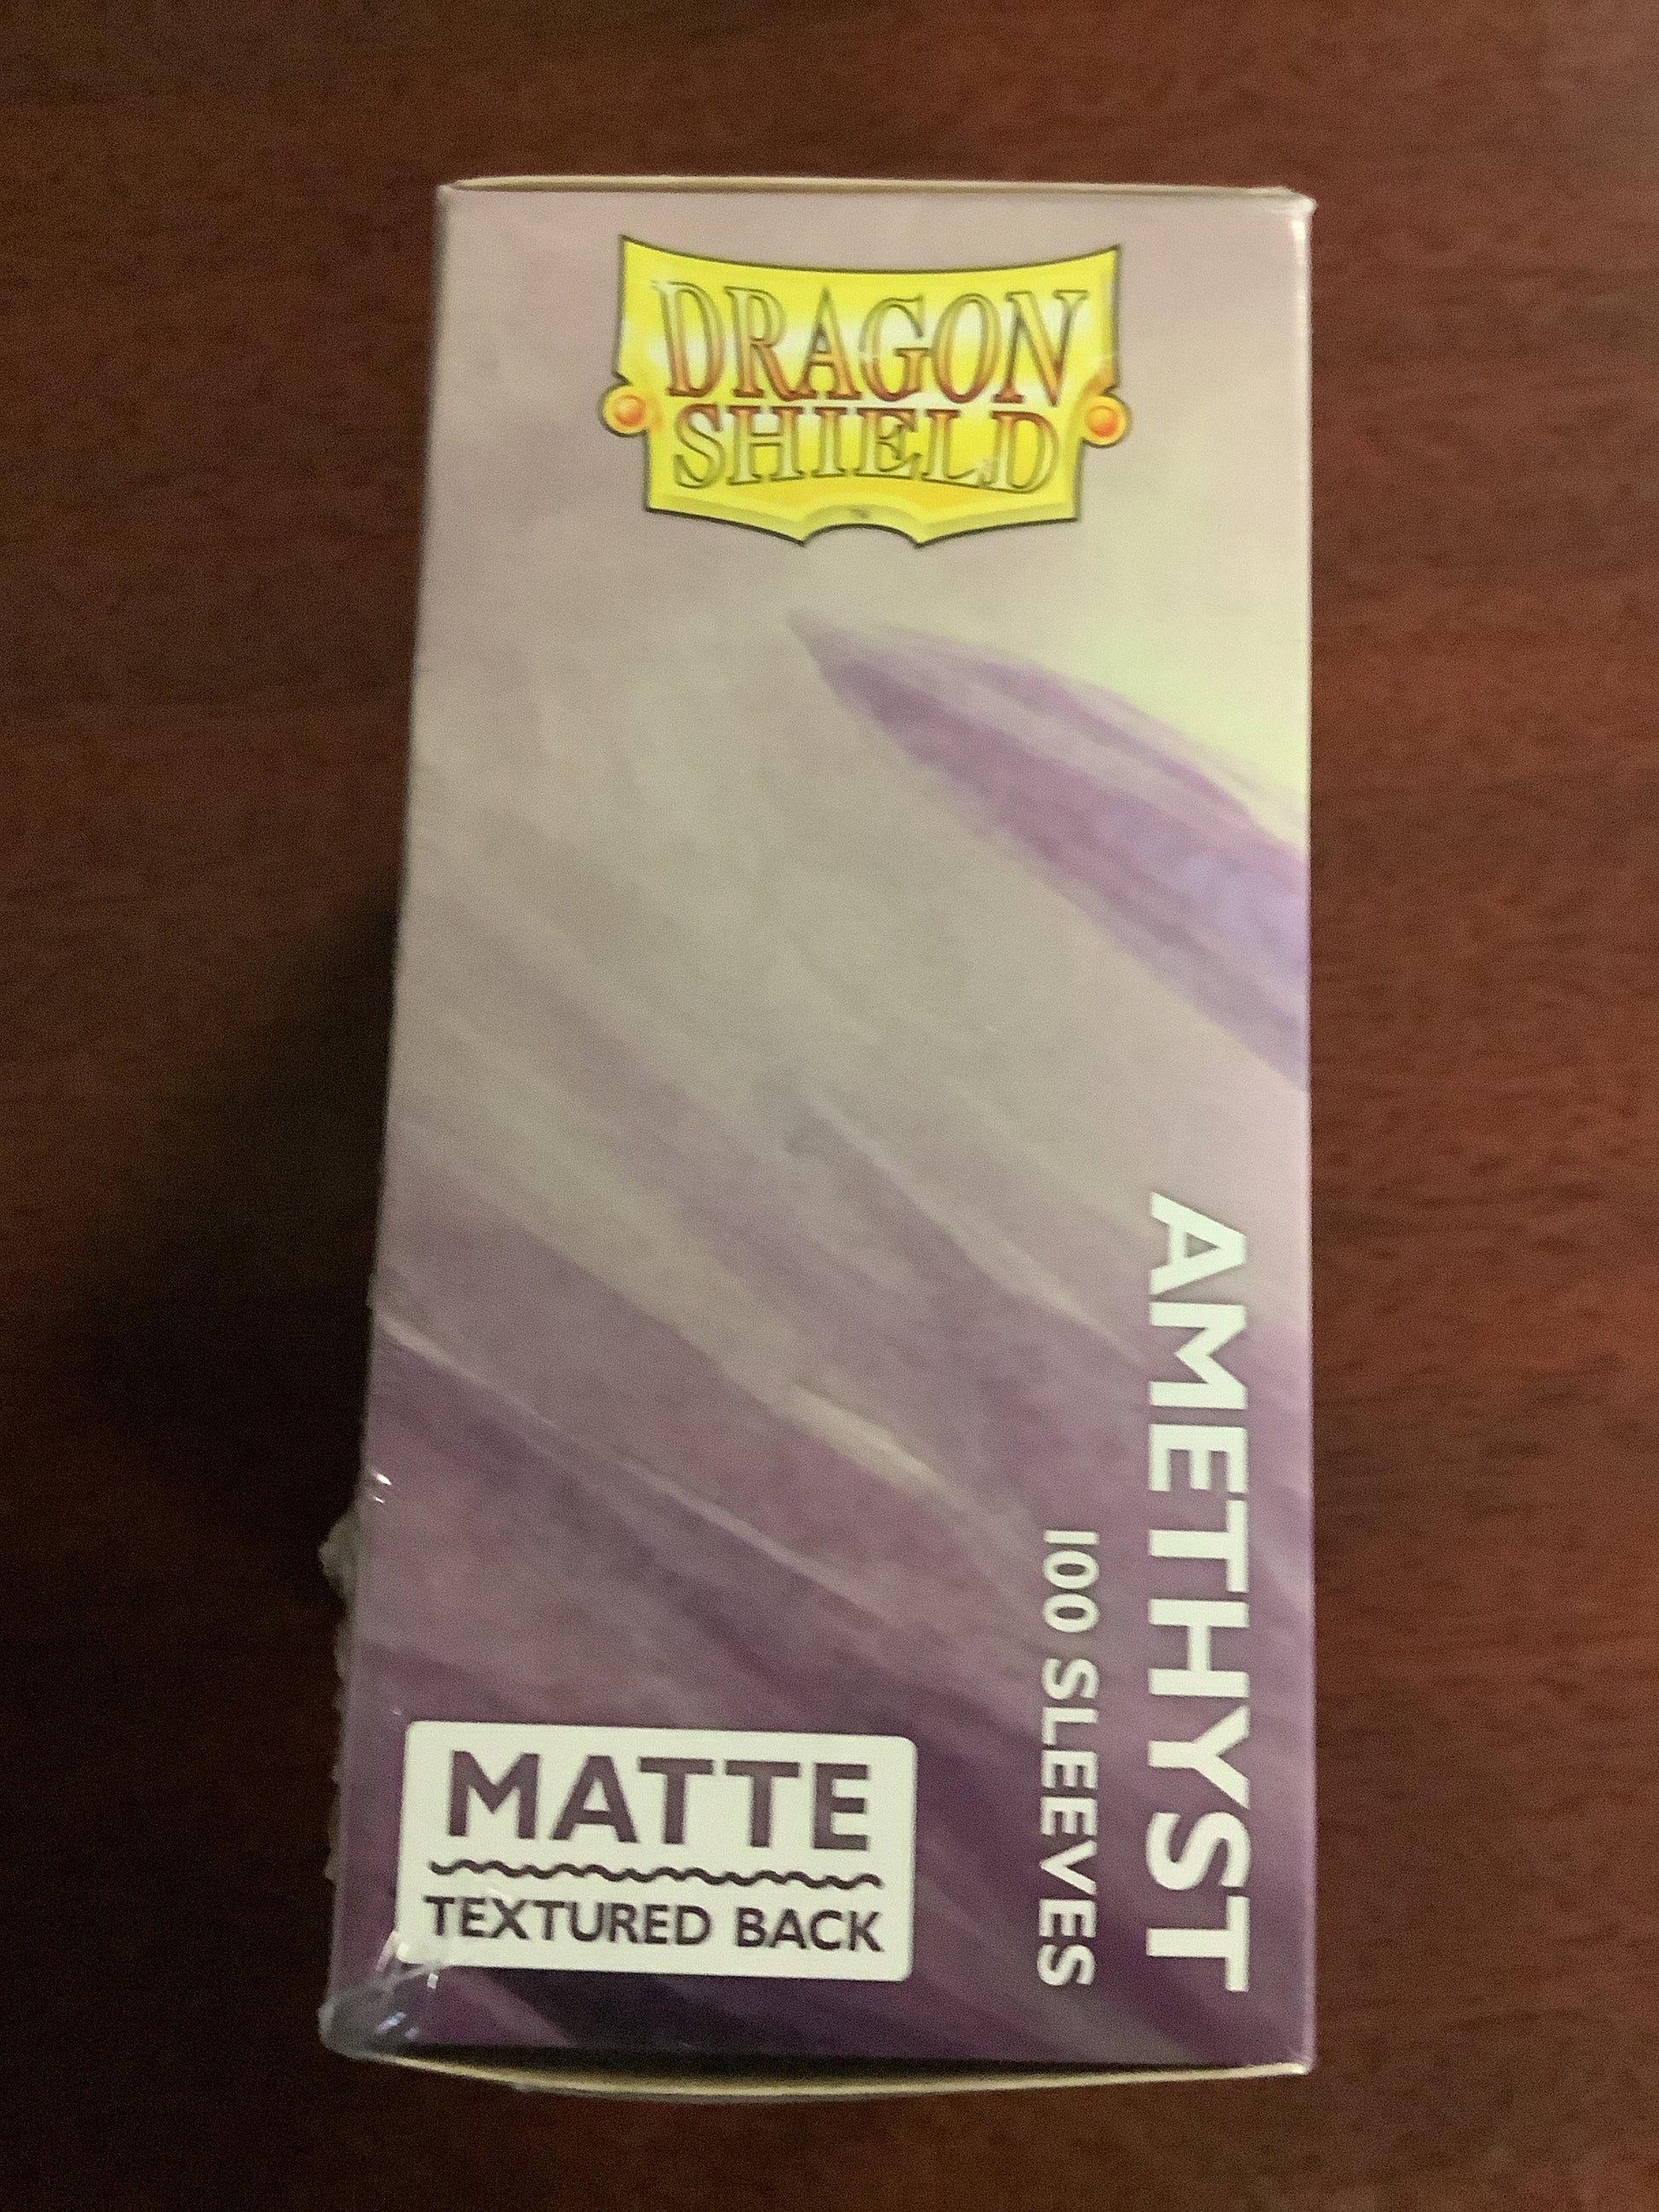 DRAGON
SHIELD
AMETHYST
100 SLEEVES
MATTE
TEXTURED BACK